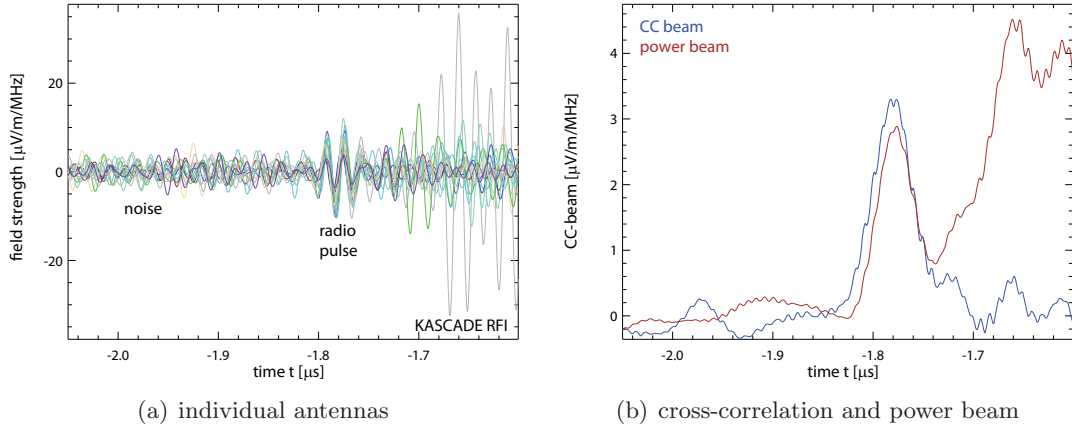 field strength [μV/m/MHz]
20
0
-20
noise
radio
pulse
KASCADE RFI
-2.0
-1.9
-1.8
-1.7
time t [μs]
(a) individual antennas
CC-beam [μV/m/MHz]
4
3
2
1
0
CC beam
power beam
-2.0
-1.9
-1.8
-1.7
time t [μs]
(b) cross-correlation and power beam